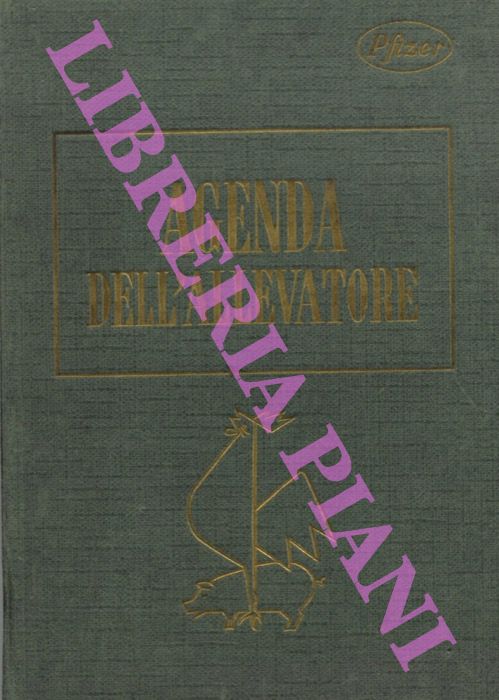 Pfizer
AGENDA
DELL'ALLEVATORE
LIBRERIA PIANI